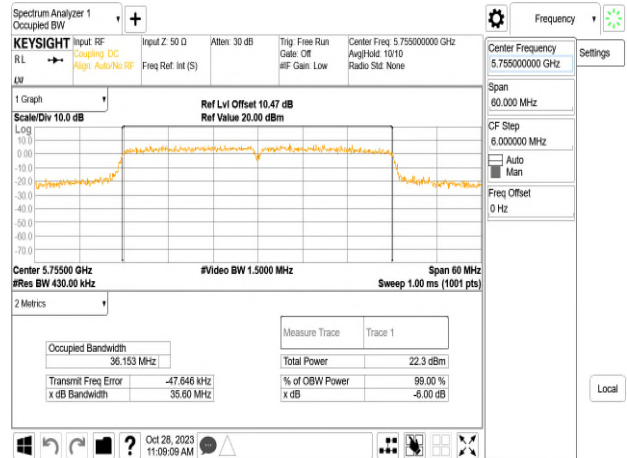 Spectrum Analyzer 1
Occupied BW
+
Frequency
KEYSIGHT
Input: RF
Coupling: DC
Align: Auto/No RF
Input Z: 50 Ω
Freq Ref: Int (S)
Atten: 30 dB
Trig: Free Run
Gate: Off
#IF Gain: Low
Center Freq: 5.755000000 GHz
Avg|Hold: 10/10
Radio Std: None
RL
LXI
Center Frequency
5.755000000 GHz
Settings
Span
60.000 MHz
CF Step
6.000000 MHz
Auto
Man
Freq Offset
0 Hz
1 Graph
Scale/Div 10.0 dB
Ref Lvl Offset 10.47 dB
Ref Value 20.00 dBm
Log
10.0
0.00
-10.0
-20.0
-30.0
-40.0
-50.0
-60.0
-70.0
Center 5.75500 GHz
#Video BW 1.5000 MHz
Span 60 MHz
#Res BW 430.00 kHz
Sweep 1.00 ms (1001 pts)
2 Metrics
Measure Trace Trace 1
Occupied Bandwidth
36.153 MHz
Total Power 22.3 dBm
Transmit Freq Error -47.646 kHz
% of OBW Power 99.00 %
x dB Bandwidth 35.60 MHz
x dB -6.00 dB
Local
?
Oct 28, 2023
11:09:09 AM